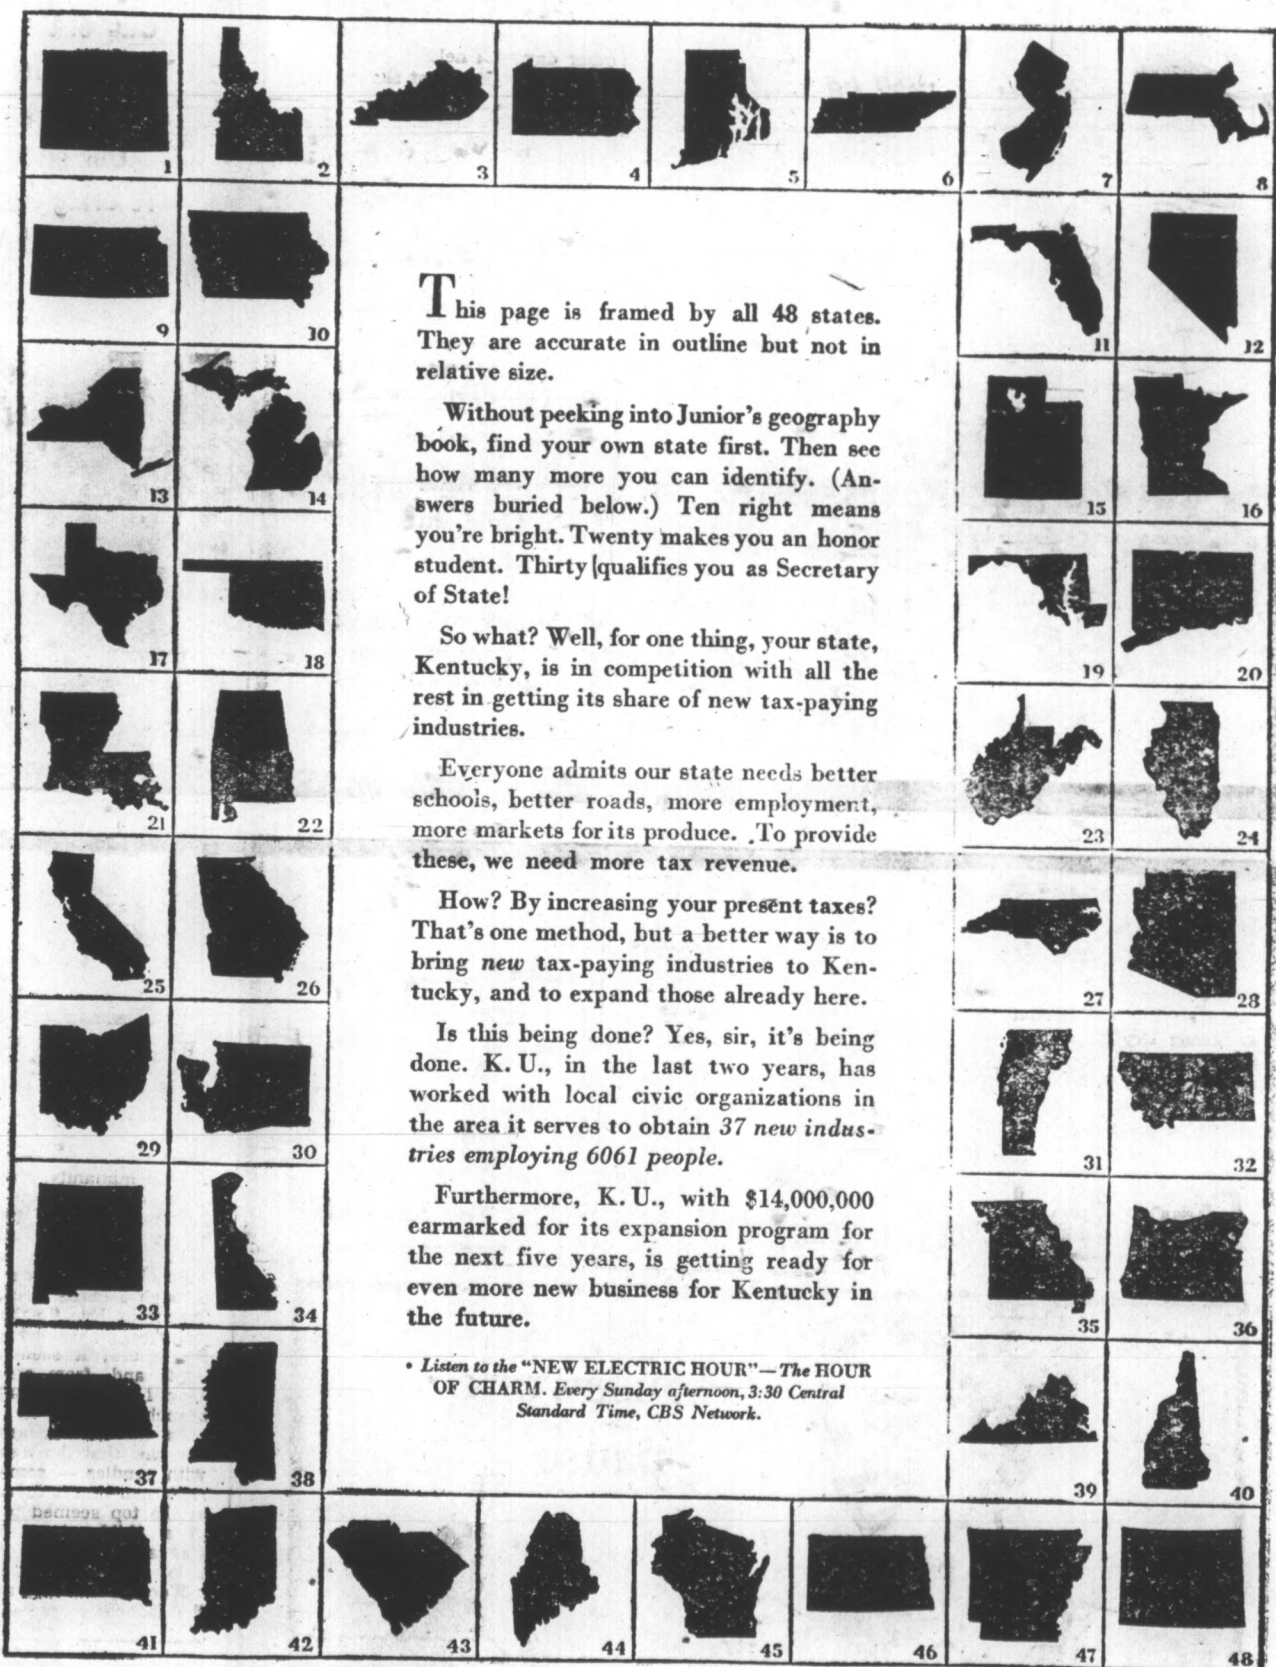 1 2 3 4 5 6 7 8
9 10 11 12
13 14 15 16
17 18 19 20
21 22 23 24
25 26 27 28
29 30 31 32
33 34 35 36
37 38 39 40
41 42 43 44 45 46 47 48
This page is framed by all 48 states.
They are accurate in outline but not in
relative size.
Without peeking into Junior's geography
book, find your own state first. Then see
how many more you can identify. (An-
swers buried below.) Ten right means
you're bright. Twenty makes you an honor
student. Thirty qualifies you as Secretary
of State!
So what? Well, for one thing, your state,
Kentucky, is in competition with all the
rest in getting its share of new tax-paying
industries.
Everyone admits our state needs better
schools, better roads, more employment,
more markets for its produce. To provide
these, we need more tax revenue.
How? By increasing your present taxes?
That's one method, but a better way is to
bring new tax-paying industries to Ken-
tucky, and to expand those already here.
Is this being done? Yes, sir, it's being
done. K. U., in the last two years, has
worked with local civic organizations in
the area it serves to obtain 37 new indus-
tries employing 6061 people.
Furthermore, K. U., with $14,000,000
earmarked for its expansion program for
the next five years, is getting ready for
even more new business for Kentucky in
the future.
• Listen to the "NEW ELECTRIC HOUR"—The HOUR
OF CHARM. Every Sunday afternoon, 3:30 Central
Standard Time, CBS Network.